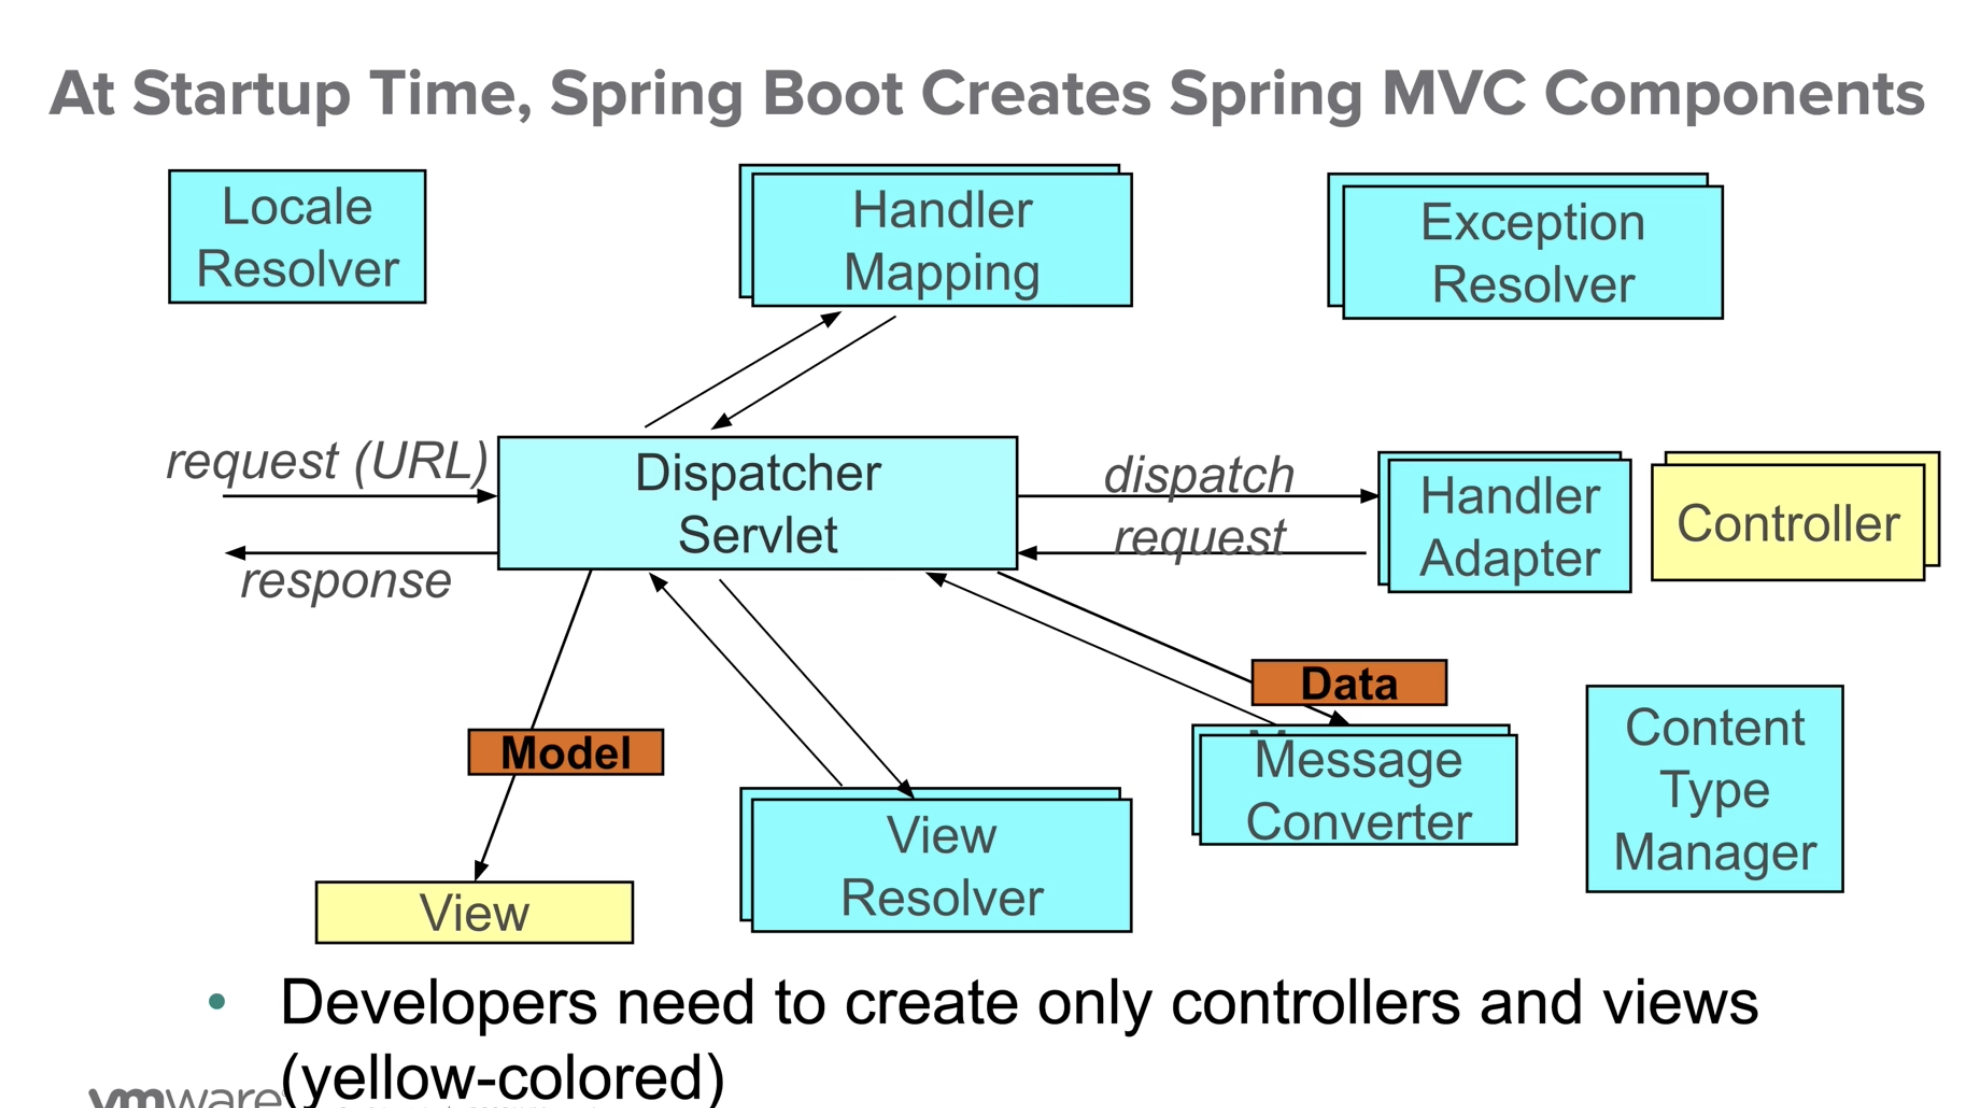 At Startup Time, Spring Boot Creates Spring MVC Components
Locale
Resolver
Handler
Mapping
Exception
Resolver
request (URL)
response
Dispatcher
Servlet
dispatch
request
Handler
Adapter
Controller
Data
Model
Message
Converter
Content
Type
Manager
View
Resolver
View
• Developers need to create only controllers and views
(yellow-colored)
vmware